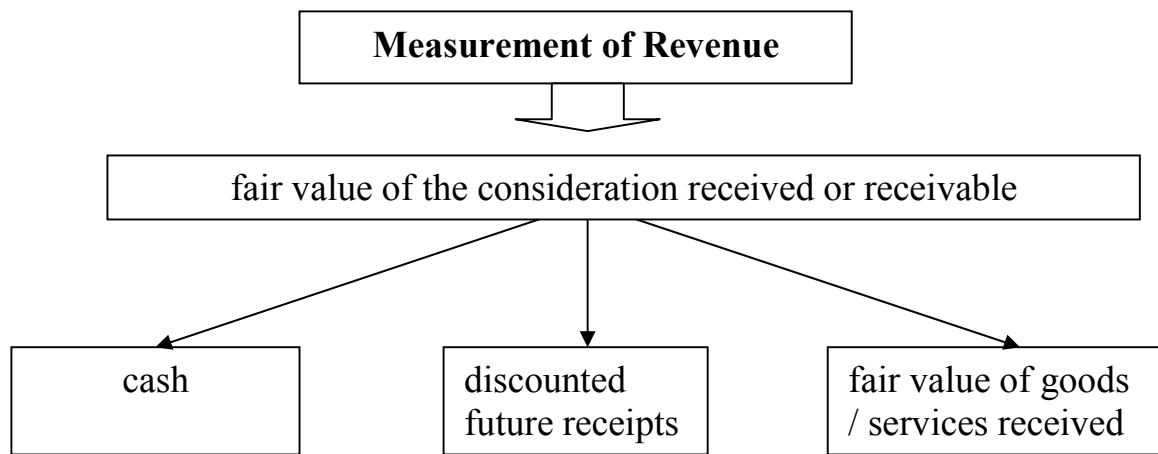 Measurement of Revenue
fair value of the consideration received or receivable
cash
discounted
future receipts
fair value of goods
/ services received